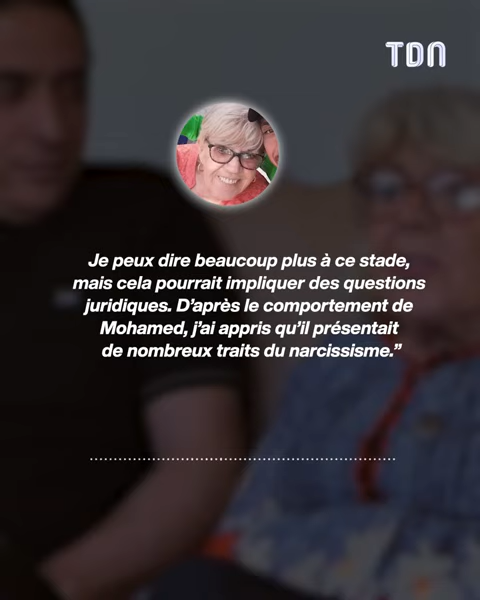 TDN
Je peux dire beaucoup plus à ce stade,
mais cela pourrait impliquer des questions
juridiques. D’après le comportement de
Mohamed, j’ai appris qu’il présentait
de nombreux traits du narcissisme.”